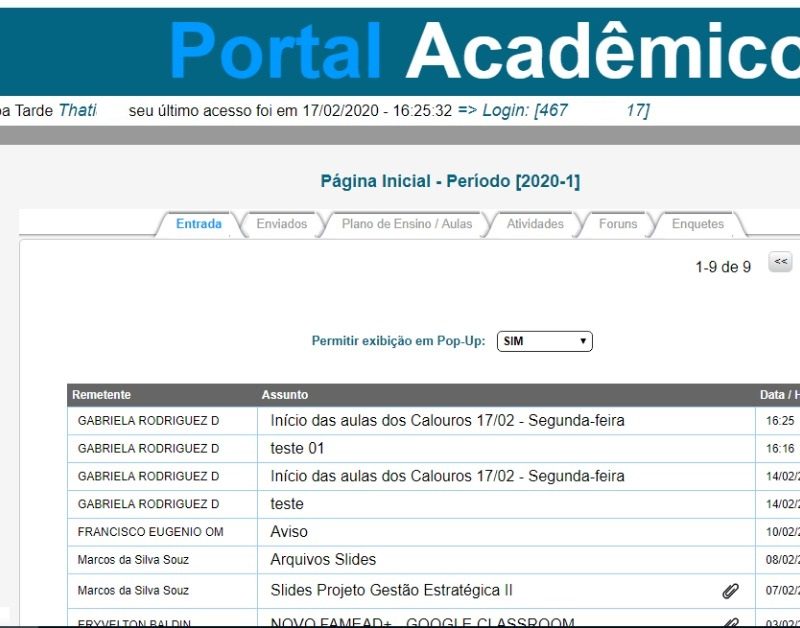 Portal Acadêmico
oa Tarde Thati seu último acesso foi em 17/02/2020 - 16:25:32 => Login: [467 17]
Página Inicial - Período [2020-1]
Entrada Enviados Plano de Ensino / Aulas Atividades Foruns Enquetes
1-9 de 9 <<
Permitir exibição em Pop-Up: SIM
Remetente Assunto Data / H
GABRIELA RODRIGUEZ D Início das aulas dos Calouros 17/02 - Segunda-feira 16:25
GABRIELA RODRIGUEZ D teste 01 16:16
GABRIELA RODRIGUEZ D Início das aulas dos Calouros 17/02 - Segunda-feira 14/02/2
GABRIELA RODRIGUEZ D teste 14/02/2
FRANCISCO EUGENIO OM Aviso 10/02/2
Marcos da Silva Souz Arquivos Slides 08/02/2
Marcos da Silva Souz Slides Projeto Gestão Estratégica II 07/02/2
ERYVELTON BALDIN NOVO FAMEAD+ - GOOGLE CLASSROOM 03/02/2